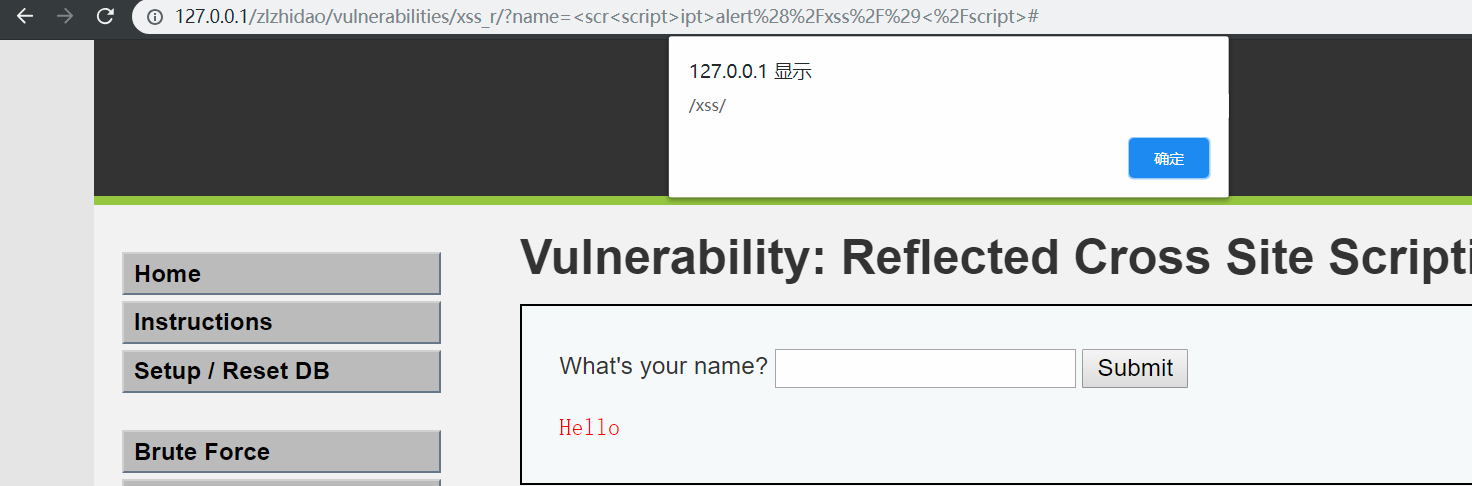 127.0.0.1/zlzhidao/vulnerabilities/xss_r/?name=<scr<script>ipt>alert%28%2Fxss%2F%29<%2Fscript>#
127.0.0.1 显示
/xss/
确定
Vulnerability: Reflected Cross Site Scripti
Home
Instructions
Setup / Reset DB
Brute Force
What's your name?
Submit
Hello